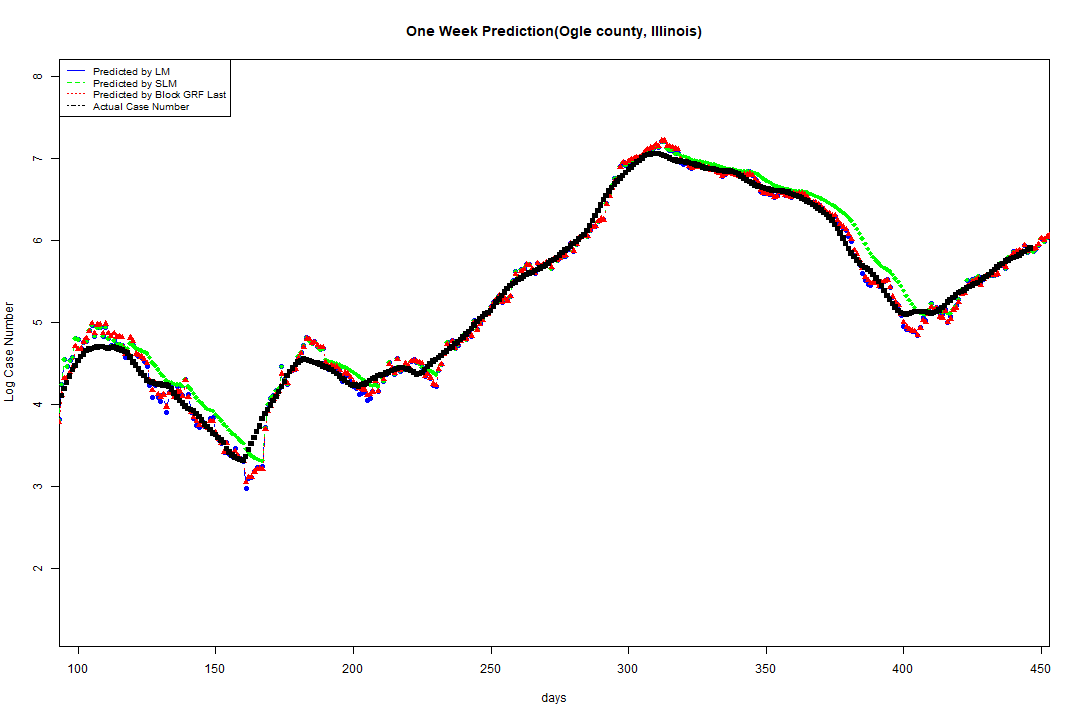 One Week Prediction(Ogle county, Illinois)
Predicted by LM
Predicted by SLM
Predicted by Block GRF Last
Actual Case Number
8
7
6
5
4
3
2
Log Case Number
100 150 200 250 300 350 400 450
days